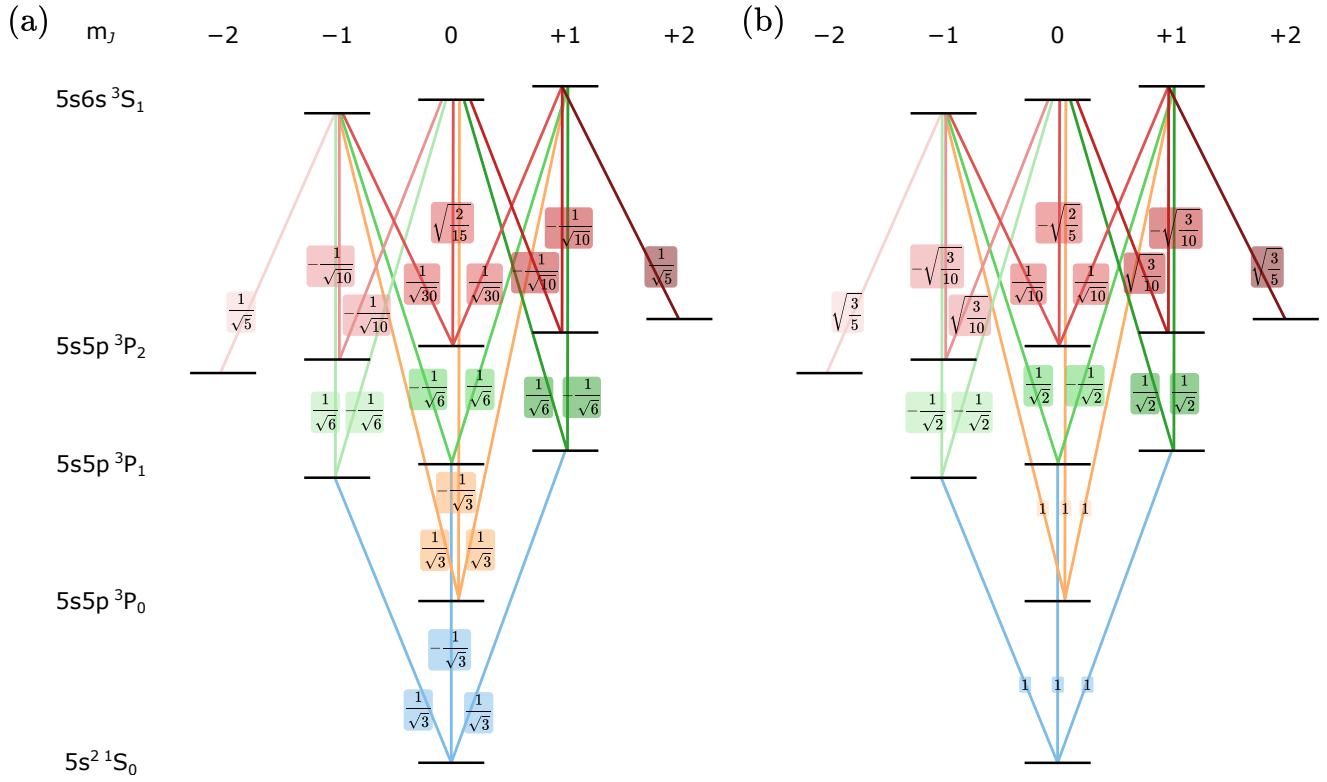 (a) m_J −2 −1 0 +1 +2 (b) −2 −1 0 +1 +2
5s6s ³S₁
√(2/15) −1/√10 −√(2/5) −√(3/10)
−1/√10 −1/√10 1/√5 −√(3/10) √(3/10) √(3/5)
1/√30 1/√30 1/√10 1/√10
1/√5 −1/√10 √(3/5) √(3/10)
5s5p ³P₂
−1/√6 1/√6 1/√6 −1/√6 1/√2 −1/√2 1/√2 1/√2
1/√6 −1/√6 −1/√2 −1/√2
5s5p ³P₁
−1/√3 1 1 1
1/√3 1/√3
5s5p ³P₀
−1/√3
1/√3 1/√3 1 1 1
5s² ¹S₀